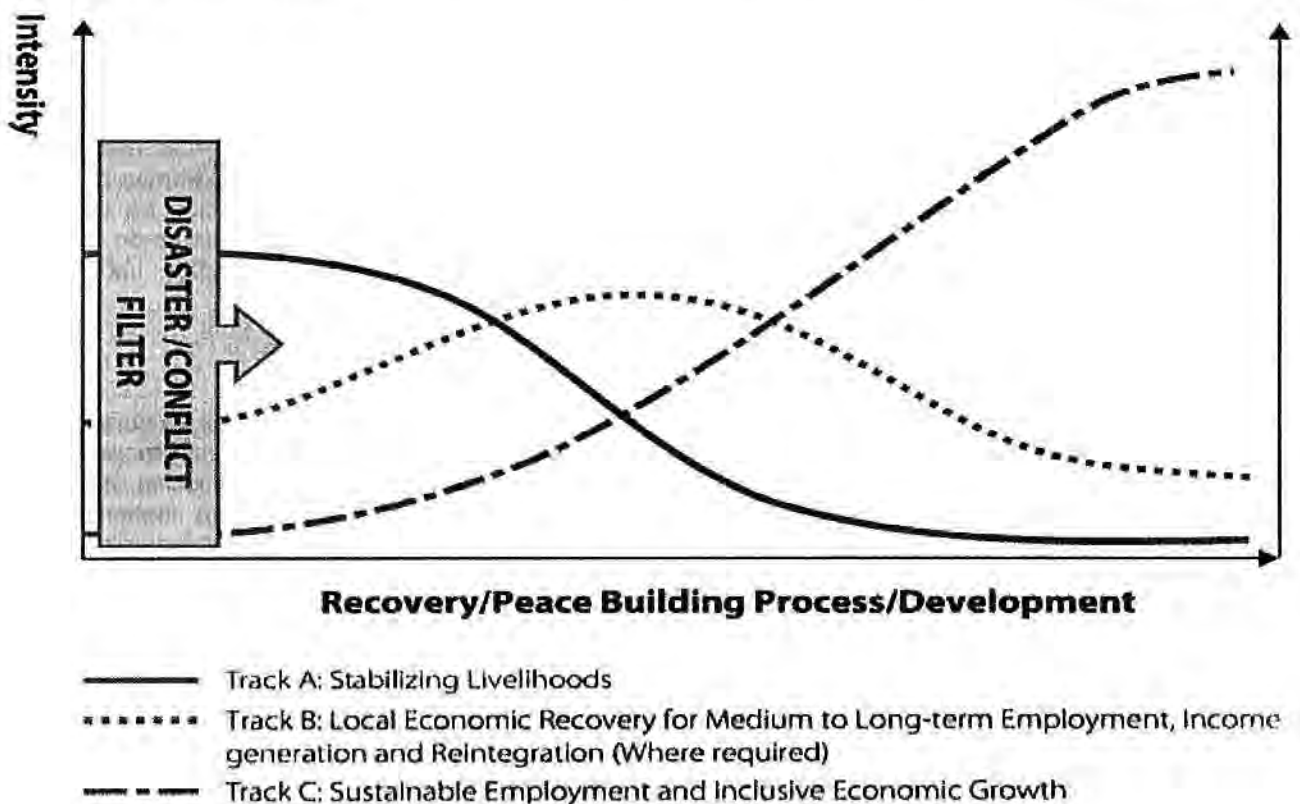 Intensity
DISASTER/CONFLICT
FILTER
Recovery/Peace Building Process/Development
Track A: Stabilizing Livelihoods
Track B: Local Economic Recovery for Medium to Long-term Employment, Income
generation and Reintegration (Where required)
Track C: Sustainable Employment and Inclusive Economic Growth